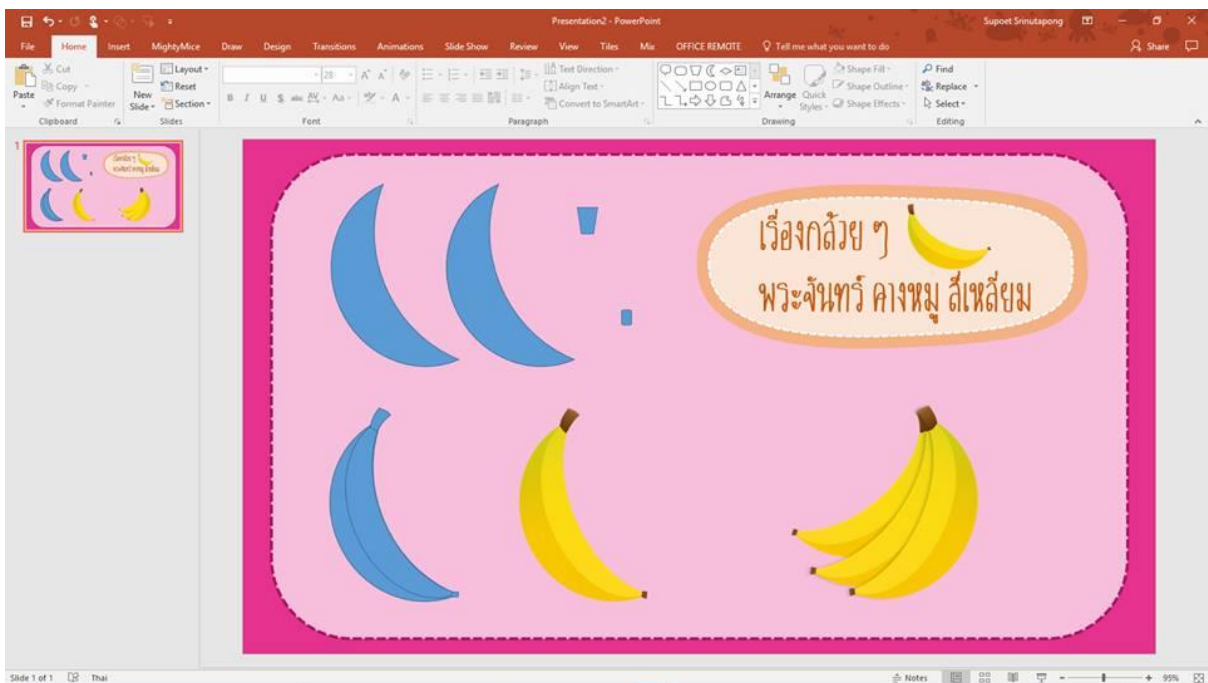 Presentation2 - PowerPoint
Supoet Srinutapong
File Home Insert MightyMice Draw Design Transitions Animations Slide Show Review View Tiles Mix OFFICE REMOTE Tell me what you want to do Share
Paste
Cut
Copy
Format Painter
Clipboard
New Slide
Layout
Reset
Section
Slides
28
B I U S abc AV Aa A
Font
Text Direction
Align Text
Convert to SmartArt
Paragraph
Arrange
Quick Styles
Shape Fill
Shape Outline
Shape Effects
Drawing
Find
Replace
Select
Editing
1
เรื่องกล้วย ๆ
พระจันทร์ คางหมู สี่เหลี่ยม
Slide 1 of 1 Thai Notes 95%